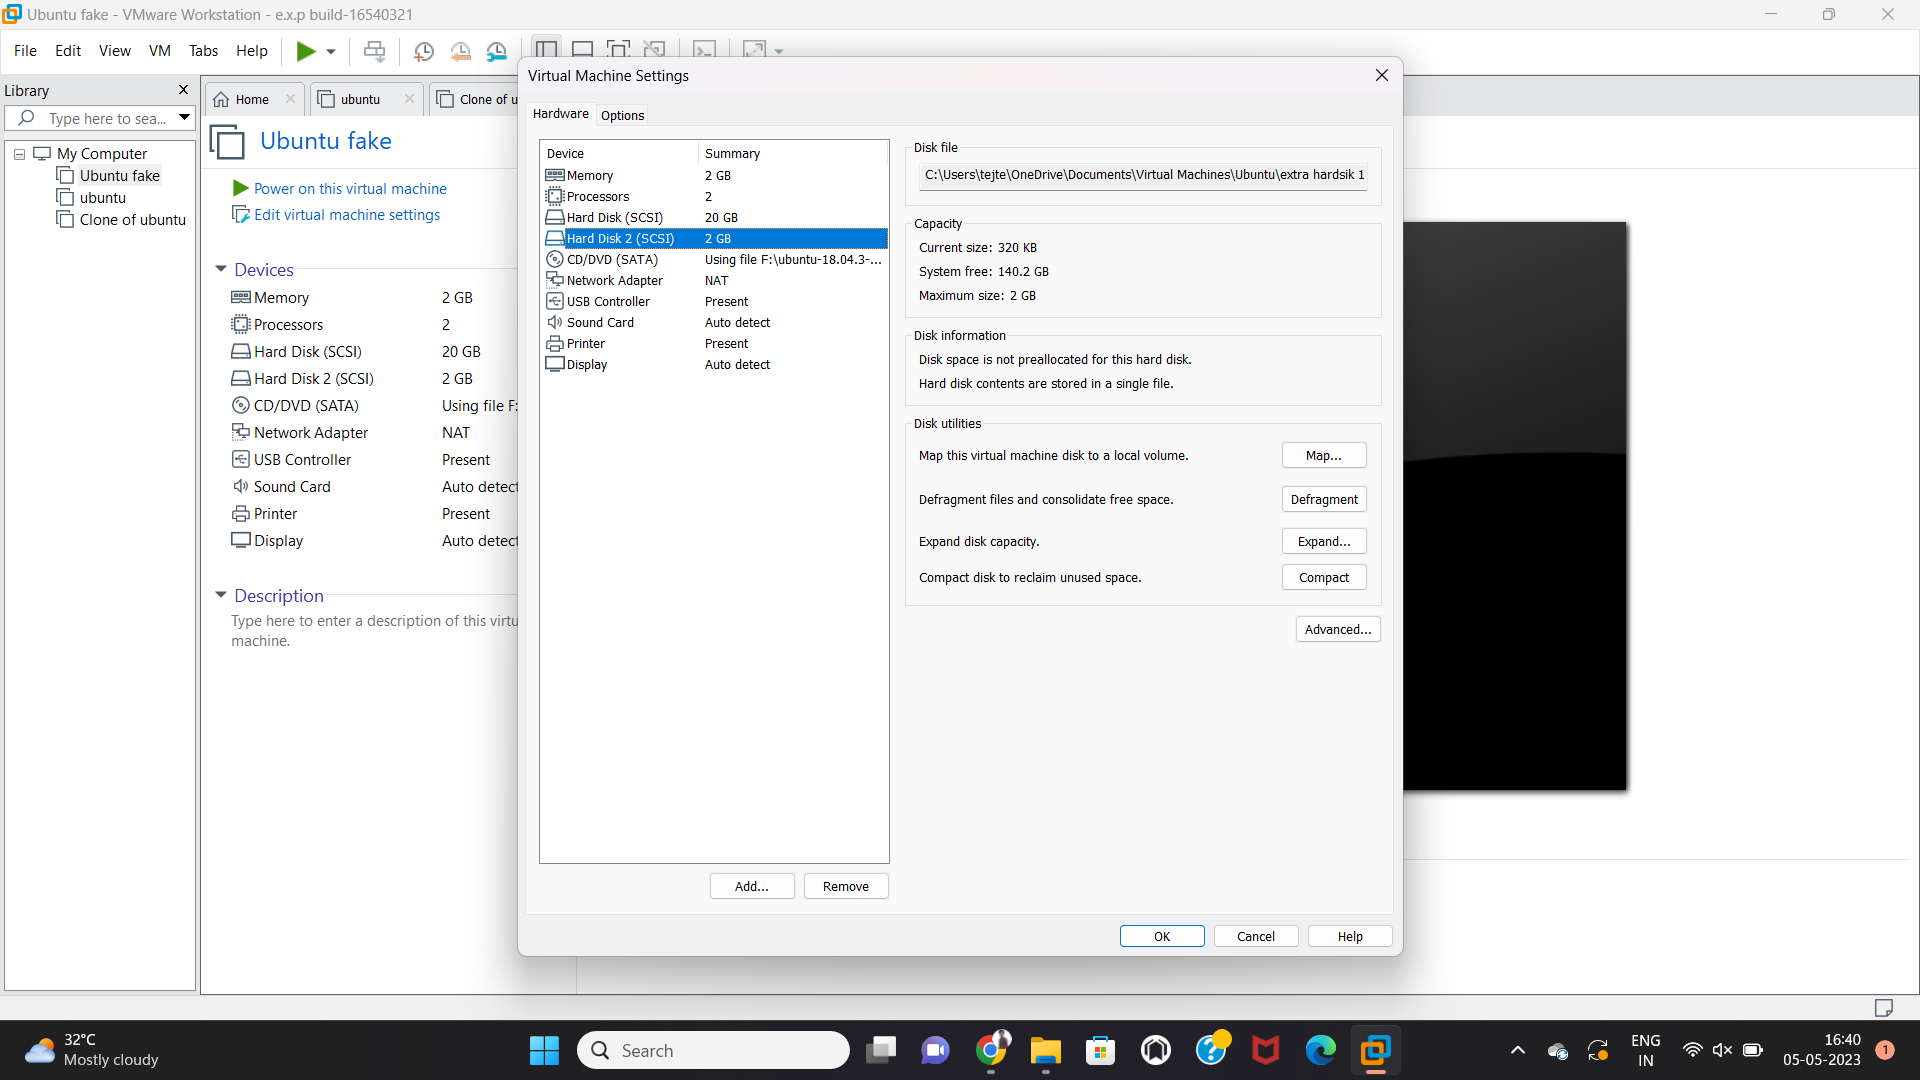 Ubuntu fake - VMware Workstation - e.x.p build-16540321
File Edit View VM Tabs Help
Library
Type here to sea...
My Computer
Ubuntu fake
ubuntu
Clone of ubuntu
Home
ubuntu
Clone of u
Ubuntu fake
Power on this virtual machine
Edit virtual machine settings
Devices
Memory 2 GB
Processors 2
Hard Disk (SCSI) 20 GB
Hard Disk 2 (SCSI) 2 GB
CD/DVD (SATA) Using file F:
Network Adapter NAT
USB Controller Present
Sound Card Auto detect
Printer Present
Display Auto detect
Description
Type here to enter a description of this virtu
machine.
Virtual Machine Settings
Hardware Options
Device Summary
Memory 2 GB
Processors 2
Hard Disk (SCSI) 20 GB
Hard Disk 2 (SCSI) 2 GB
CD/DVD (SATA) Using file F:\ubuntu-18.04.3-...
Network Adapter NAT
USB Controller Present
Sound Card Auto detect
Printer Present
Display Auto detect
Add... Remove
Disk file
C:\Users\tejte\OneDrive\Documents\Virtual Machines\Ubuntu\extra hardsik 1
Capacity
Current size: 320 KB
System free: 140.2 GB
Maximum size: 2 GB
Disk information
Disk space is not preallocated for this hard disk.
Hard disk contents are stored in a single file.
Disk utilities
Map this virtual machine disk to a local volume. Map...
Defragment files and consolidate free space. Defragment
Expand disk capacity. Expand...
Compact disk to reclaim unused space. Compact
Advanced...
OK Cancel Help
32°C
Mostly cloudy
Search
ENG
IN
16:40
05-05-2023
1